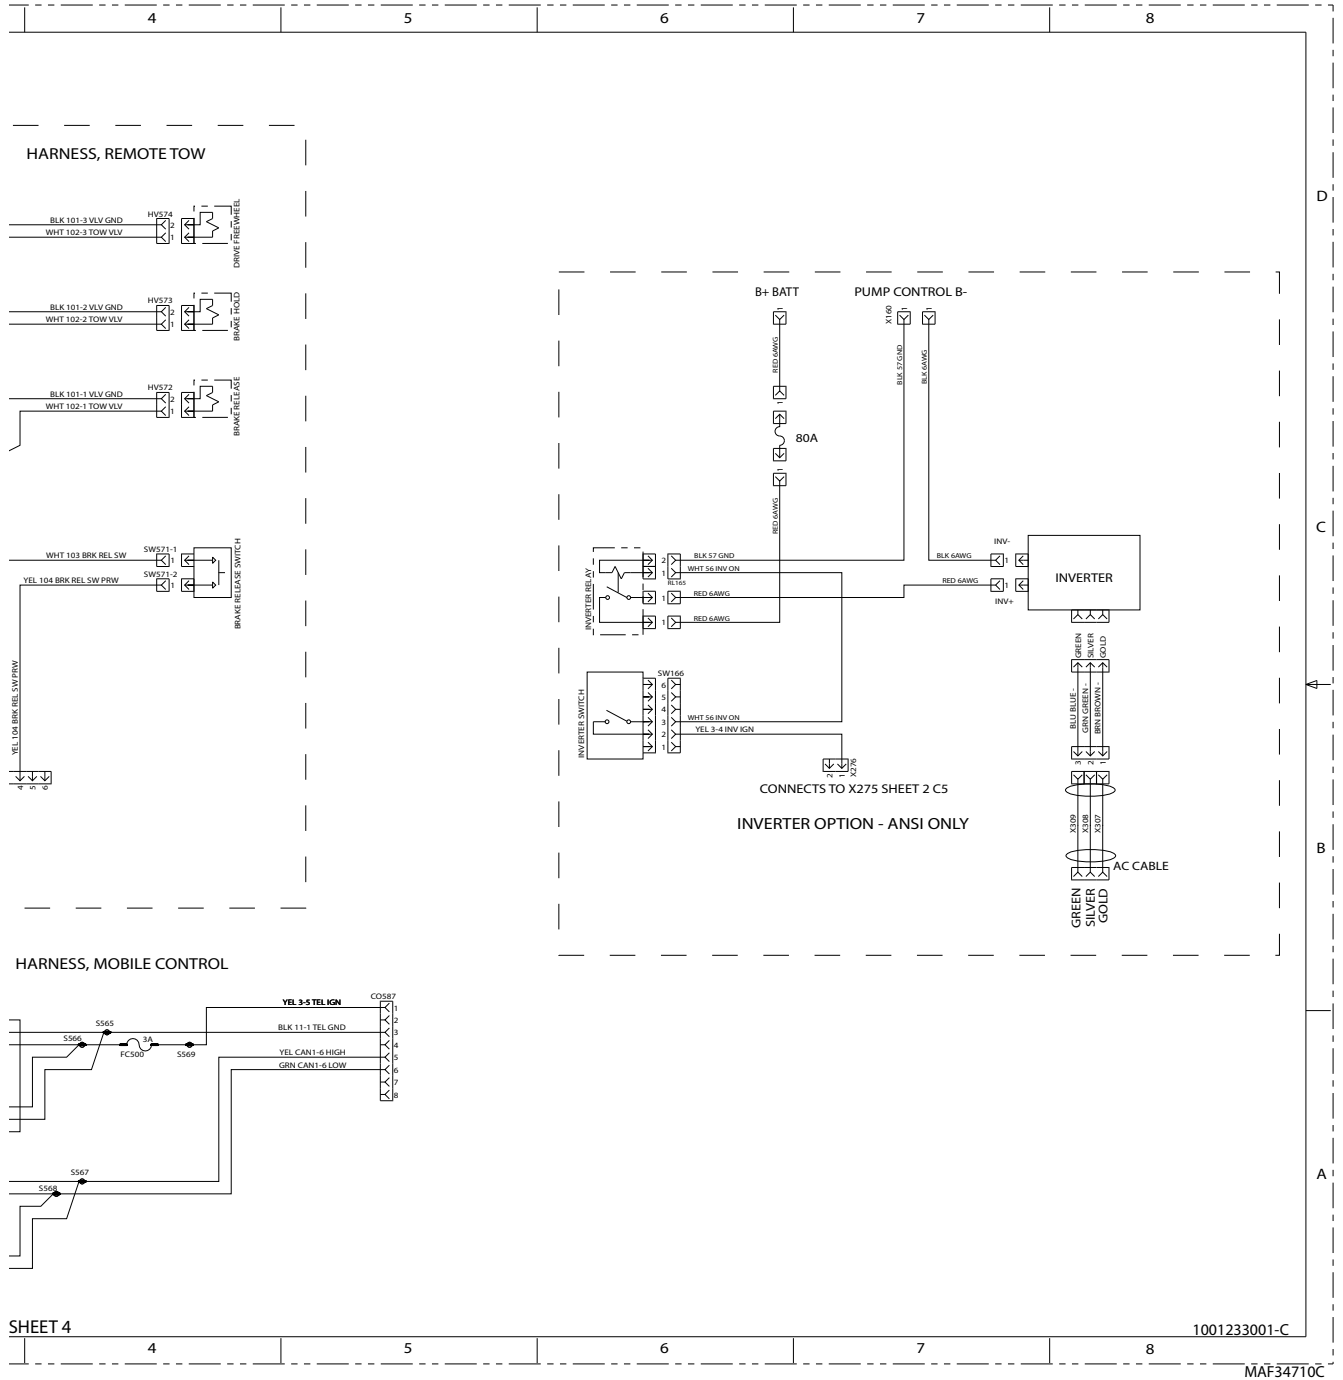 4 5 6 7 8
HARNESS, REMOTE TOW
D
BLK 101-3 VLV GND
WHT 102-3 TOW VLV
HV574
2
1
DRIVE FREEWHEEL
BLK 101-2 VLV GND
WHT 102-2 TOW VLV
HV573
2
1
BRAKE HOLD
BLK 101-1 VLV GND
WHT 102-1 TOW VLV
HV572
2
1
BRAKE RELEASE
WHT 103 BRK REL SW
SW571-1
1
YEL 104 BRK REL SW PRW
SW571-2
1
BRAKE RELEASE SWITCH
YEL 104 BRK REL SW PRW
4
5
6
B+ BATT
1
RED 6AWG
1
80A
1
RED 6AWG
PUMP CONTROL B-
X160
1
1
BLK 57 GND
BLK 6AWG
C
INVERTER RELAY
2
1
RL165
1
1
BLK 57 GND
WHT 56 INV ON
RED 6AWG
RED 6AWG
INV-
BLK 6AWG
1
RED 6AWG
1
INV+
INVERTER
GREEN
SILVER
GOLD
BLU BLUE -
GRN GREEN -
BRN BROWN -
3
2
1
X309
X308
X307
AC CABLE
GREEN
SILVER
GOLD
INVERTER SWITCH
SW166
6
5
4
3
2
1
WHT 56 INV ON
YEL 3-4 INV IGN
2
1
X276
CONNECTS TO X275 SHEET 2 C5
INVERTER OPTION - ANSI ONLY
B
HARNESS, MOBILE CONTROL
YEL 3-5 TEL IGN
BLK 11-1 TEL GND
YEL CAN1-6 HIGH
GRN CAN1-6 LOW
CO587
1
2
3
4
5
6
7
8
S565
S566
3A
FC500
S569
S567
S568
A
SHEET 4
1001233001-C
4 5 6 7 8
MAF34710C